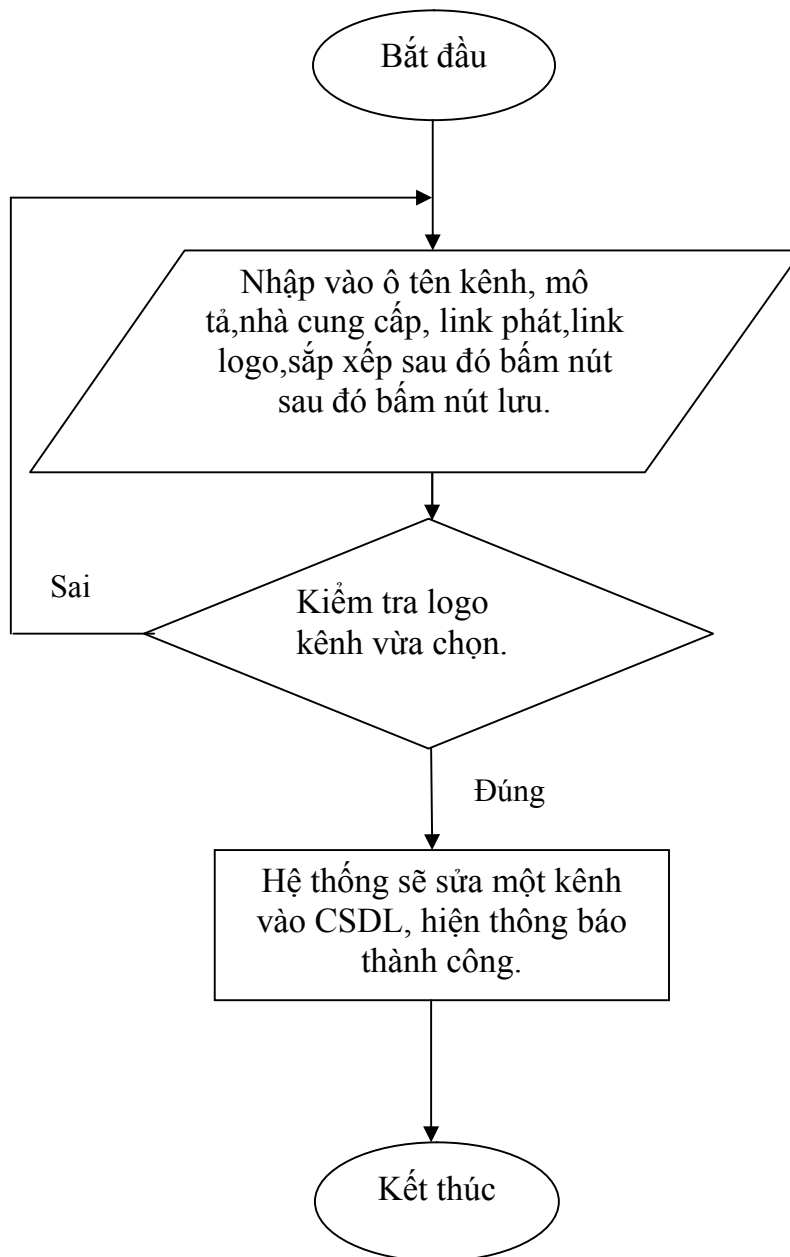 Bắt đầu
Nhập vào ô tên kênh, mô
tả,nhà cung cấp, link phát,link
logo,sắp xếp sau đó bấm nút
sau đó bấm nút lưu.
Sai
Kiểm tra logo
kênh vừa chọn.
Đúng
Hệ thống sẽ sửa một kênh
vào CSDL, hiện thông báo
thành công.
Kết thúc